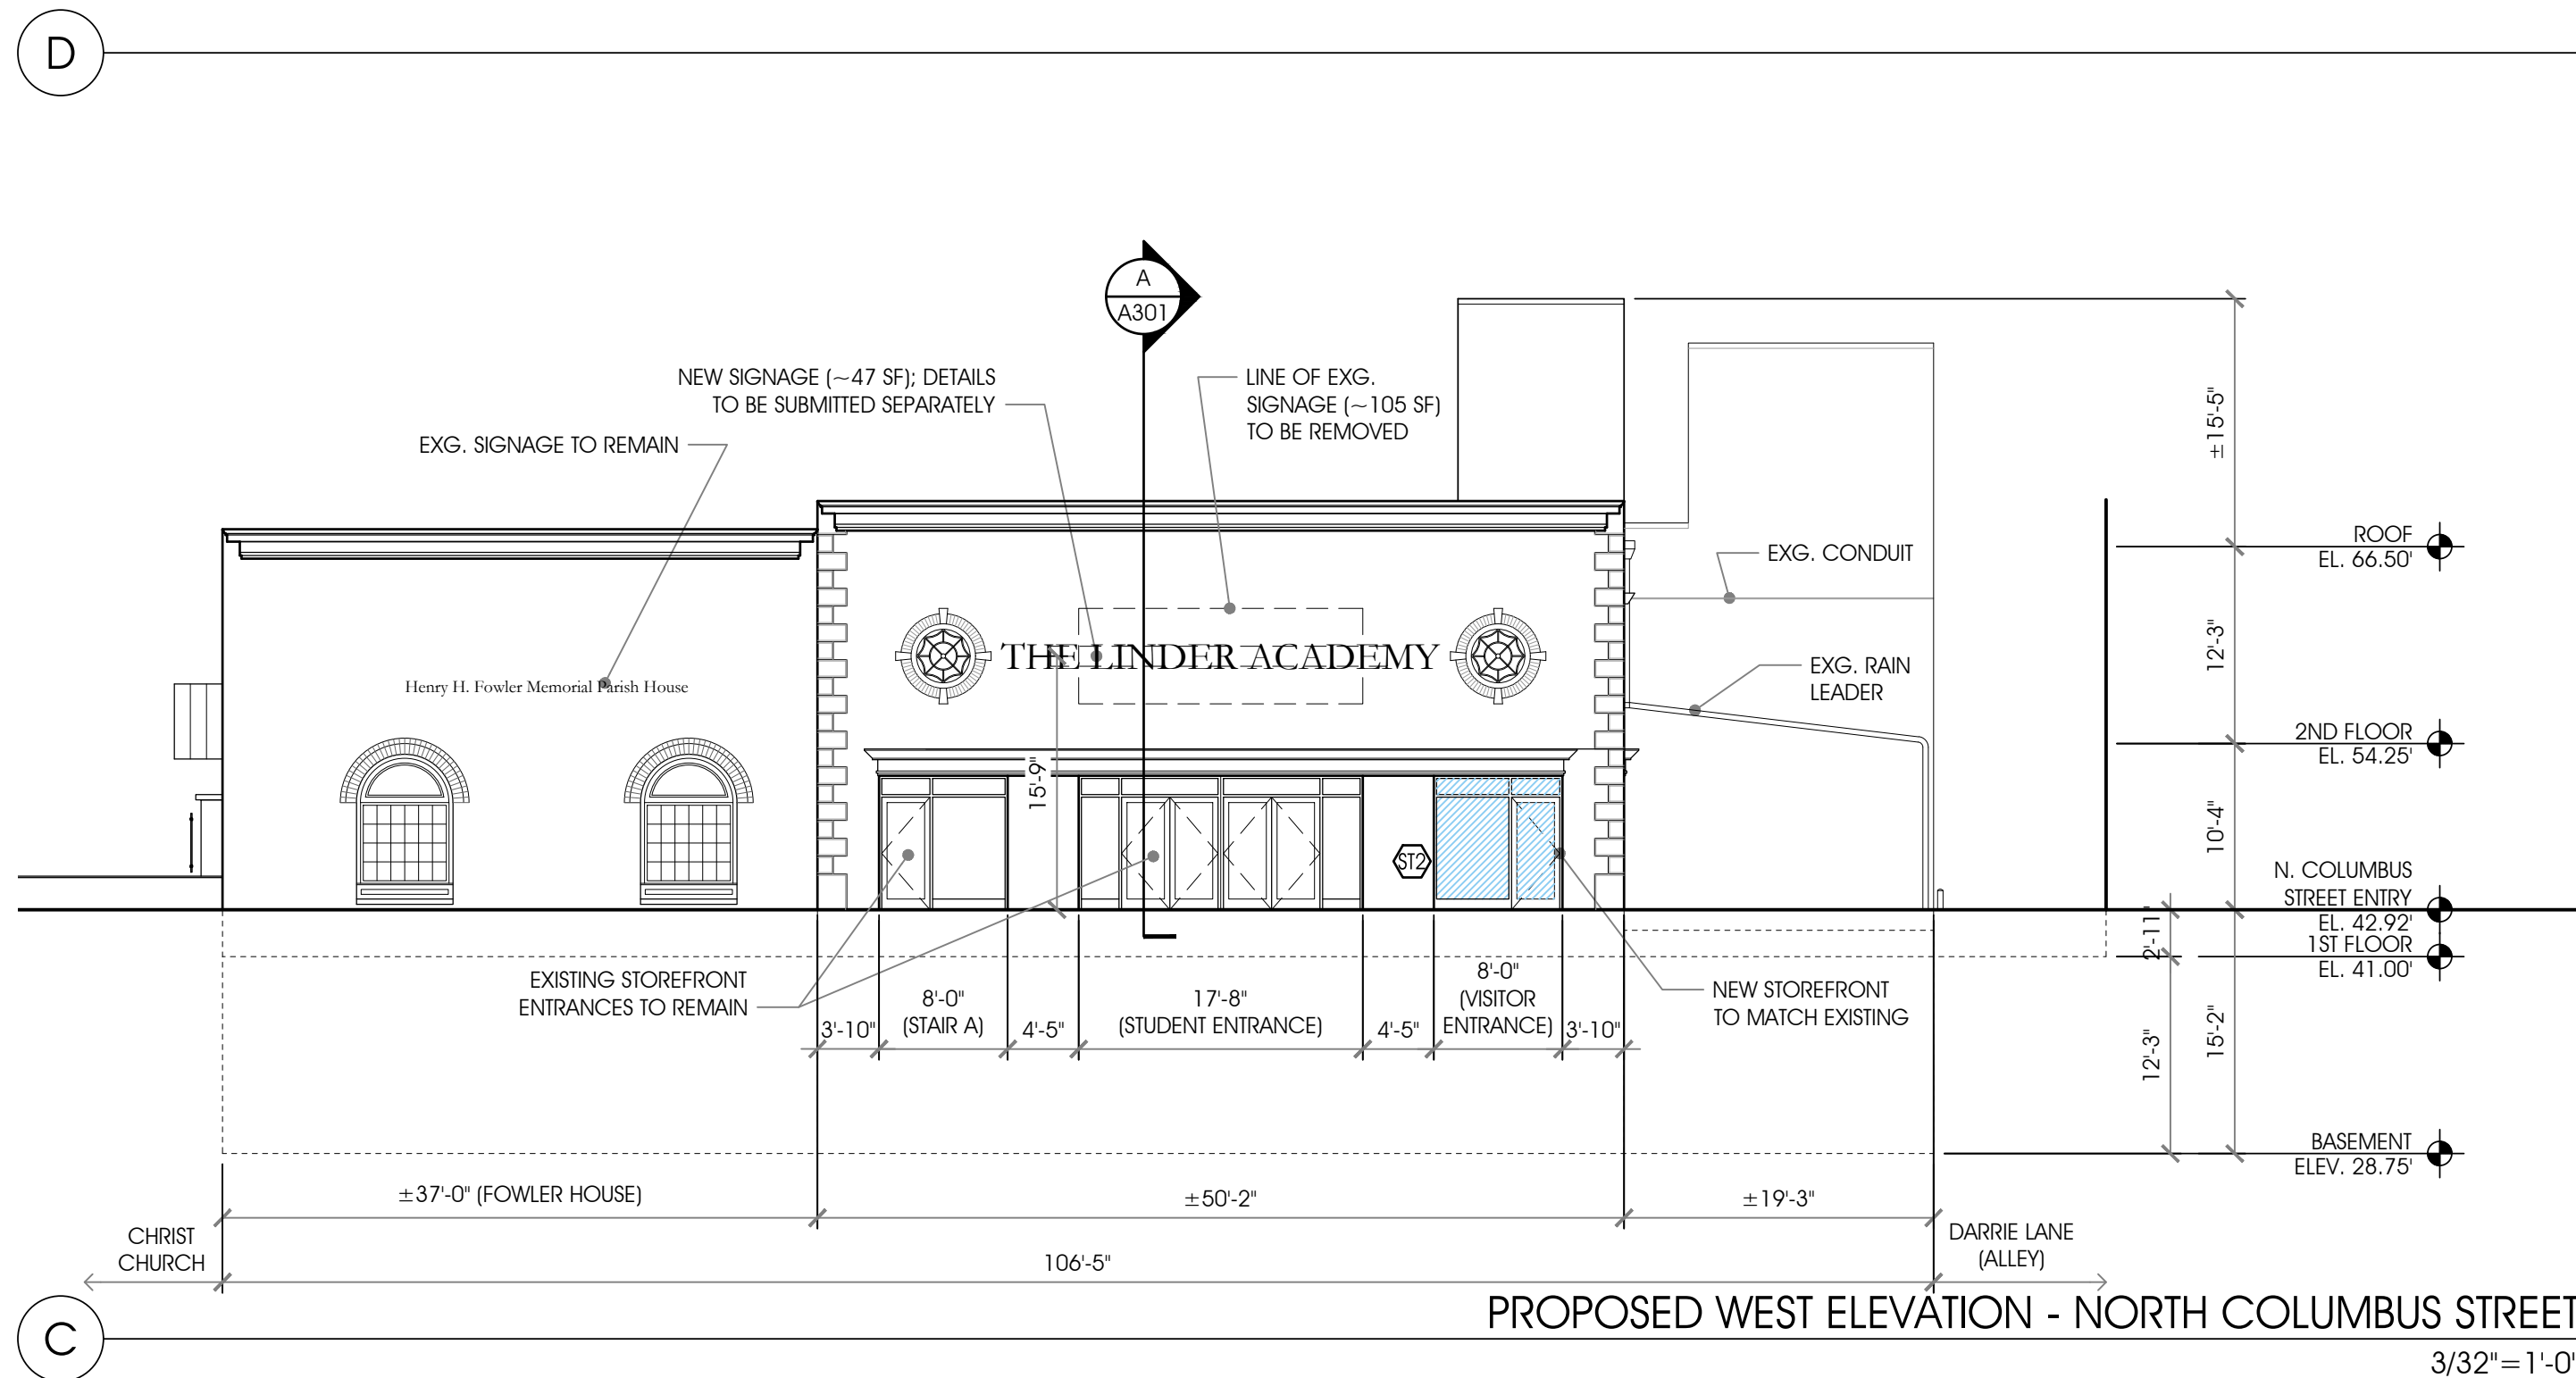 D
A
A301
NEW SIGNAGE (~47 SF); DETAILS
TO BE SUBMITTED SEPARATELY
LINE OF EXG.
SIGNAGE (~105 SF)
TO BE REMOVED
EXG. SIGNAGE TO REMAIN
±15'-5"
ROOF
EL. 66.50'
EXG. CONDUIT
12'-3"
THE LINDER ACADEMY
EXG. RAIN
LEADER
Henry H. Fowler Memorial Parish House
2ND FLOOR
EL. 54.25'
15'-9"
10'-4"
ST2
N. COLUMBUS
STREET ENTRY
EL. 42.92'
2'-11"
1ST FLOOR
EL. 41.00'
EXISTING STOREFRONT
ENTRANCES TO REMAIN
3'-10"
8'-0"
(STAIR A)
4'-5"
17'-8"
(STUDENT ENTRANCE)
4'-5"
8'-0"
(VISITOR
ENTRANCE)
3'-10"
NEW STOREFRONT
TO MATCH EXISTING
12'-3"
15'-2"
BASEMENT
ELEV. 28.75'
±37'-0" (FOWLER HOUSE)
±50'-2"
±19'-3"
CHRIST
CHURCH
106'-5"
DARRIE LANE
(ALLEY)
C
PROPOSED WEST ELEVATION - NORTH COLUMBUS STREET
3/32"=1'-0"